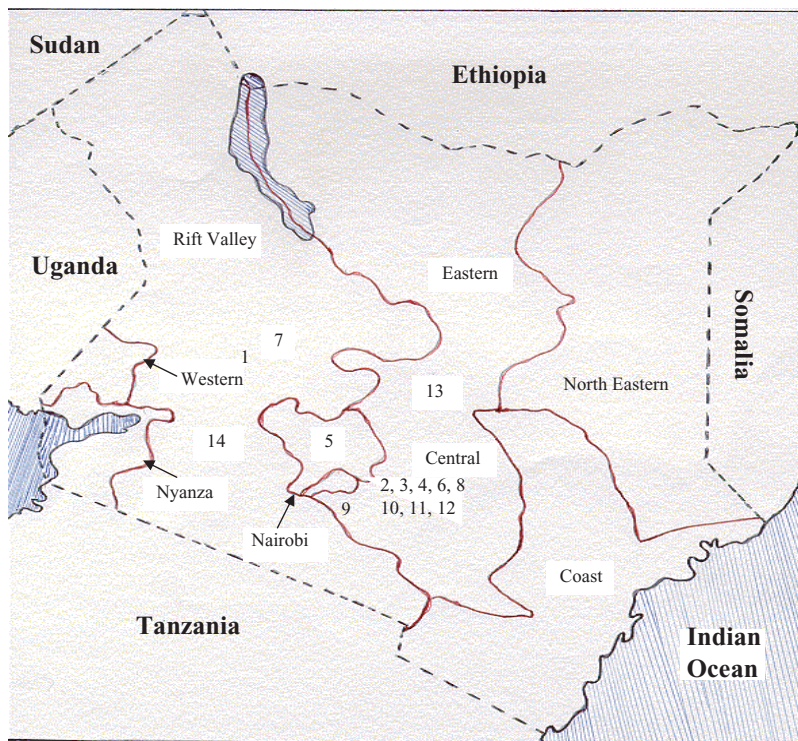 Sudan
Ethiopia
Rift Valley
Uganda
Eastern
Somalia
7
1
Western
13
North Eastern
14
5
Central
2, 3, 4, 6, 8
Nyanza
9
10, 11, 12
Nairobi
Coast
Tanzania
Indian
Ocean